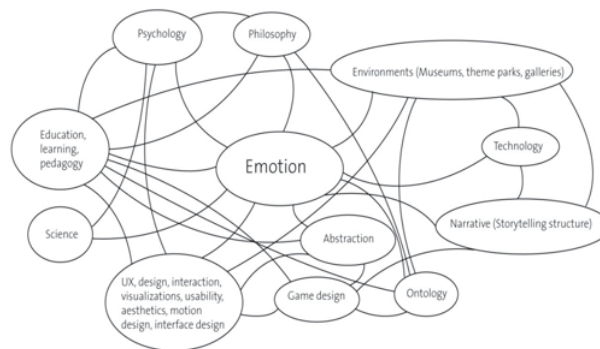 Psychology
Philosophy
Environments (Museums, theme parks, galleries)
Education,
learning,
pedagogy
Emotion
Technology
Science
Abstraction
Narrative (Storytelling structure)
UX, design, interaction,
visualizations, usability,
aesthetics, motion
design, interface design
Game design
Ontology